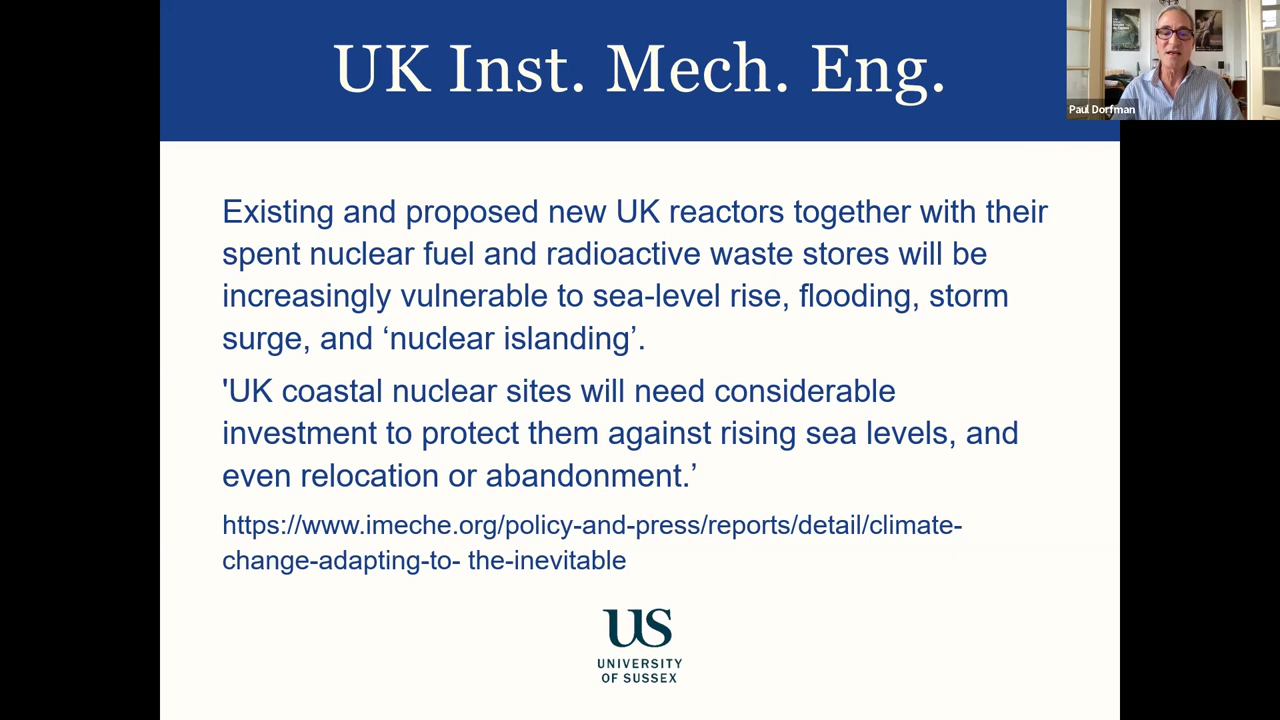 UK Inst. Mech. Eng.
Paul Dorfman
Existing and proposed new UK reactors together with their
spent nuclear fuel and radioactive waste stores will be
increasingly vulnerable to sea-level rise, flooding, storm
surge, and ‘nuclear islanding’.
'UK coastal nuclear sites will need considerable
investment to protect them against rising sea levels, and
even relocation or abandonment.’
https://www.imeche.org/policy-and-press/reports/detail/climate-
change-adapting-to- the-inevitable
US
UNIVERSITY
OF SUSSEX